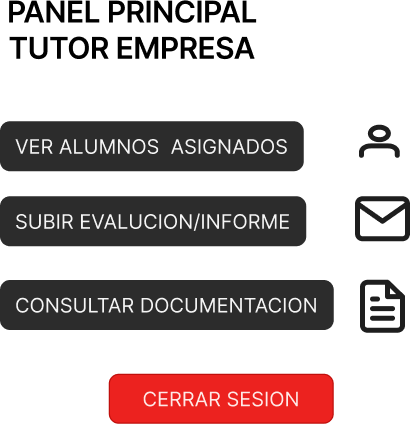 PANEL PRINCIPAL
TUTOR EMPRESA
VER ALUMNOS  ASIGNADOS
SUBIR EVALUCION/INFORME
CONSULTAR DOCUMENTACION
CERRAR SESION